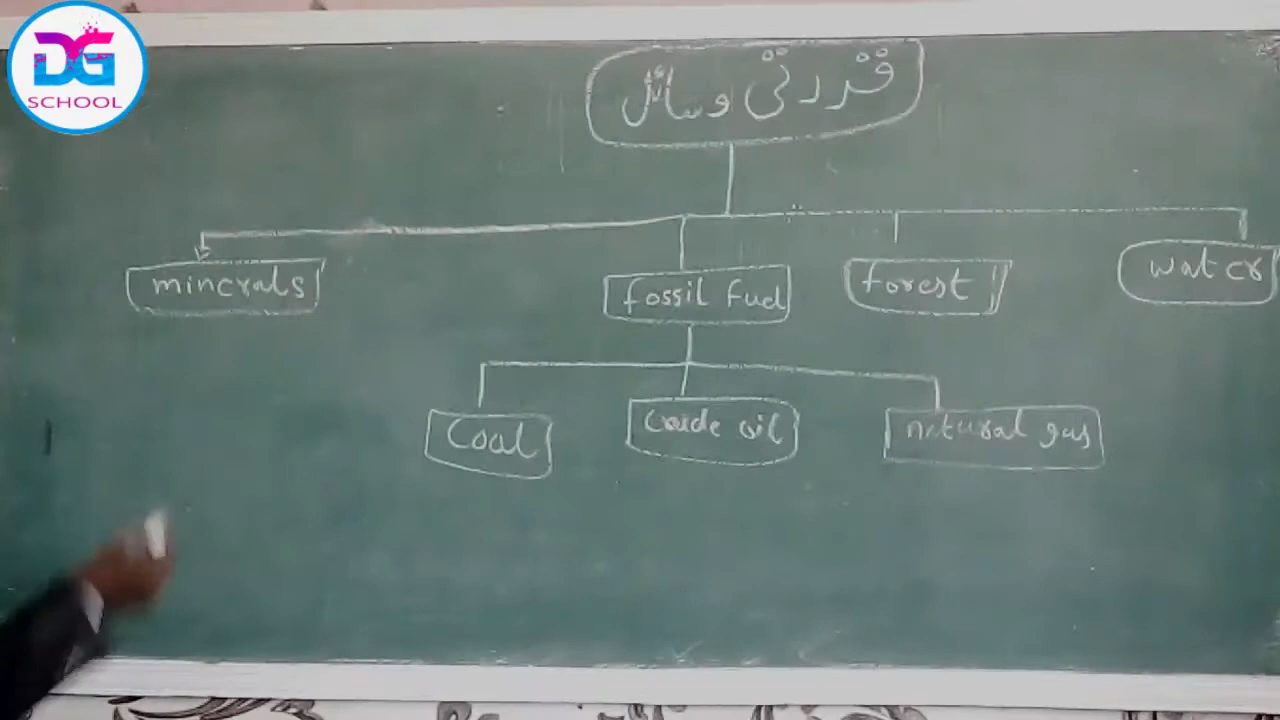 DG
SCHOOL
قدرتی وسائل
minerals
fossil fuel
forest
water
Coal
Crude oil
natural gas